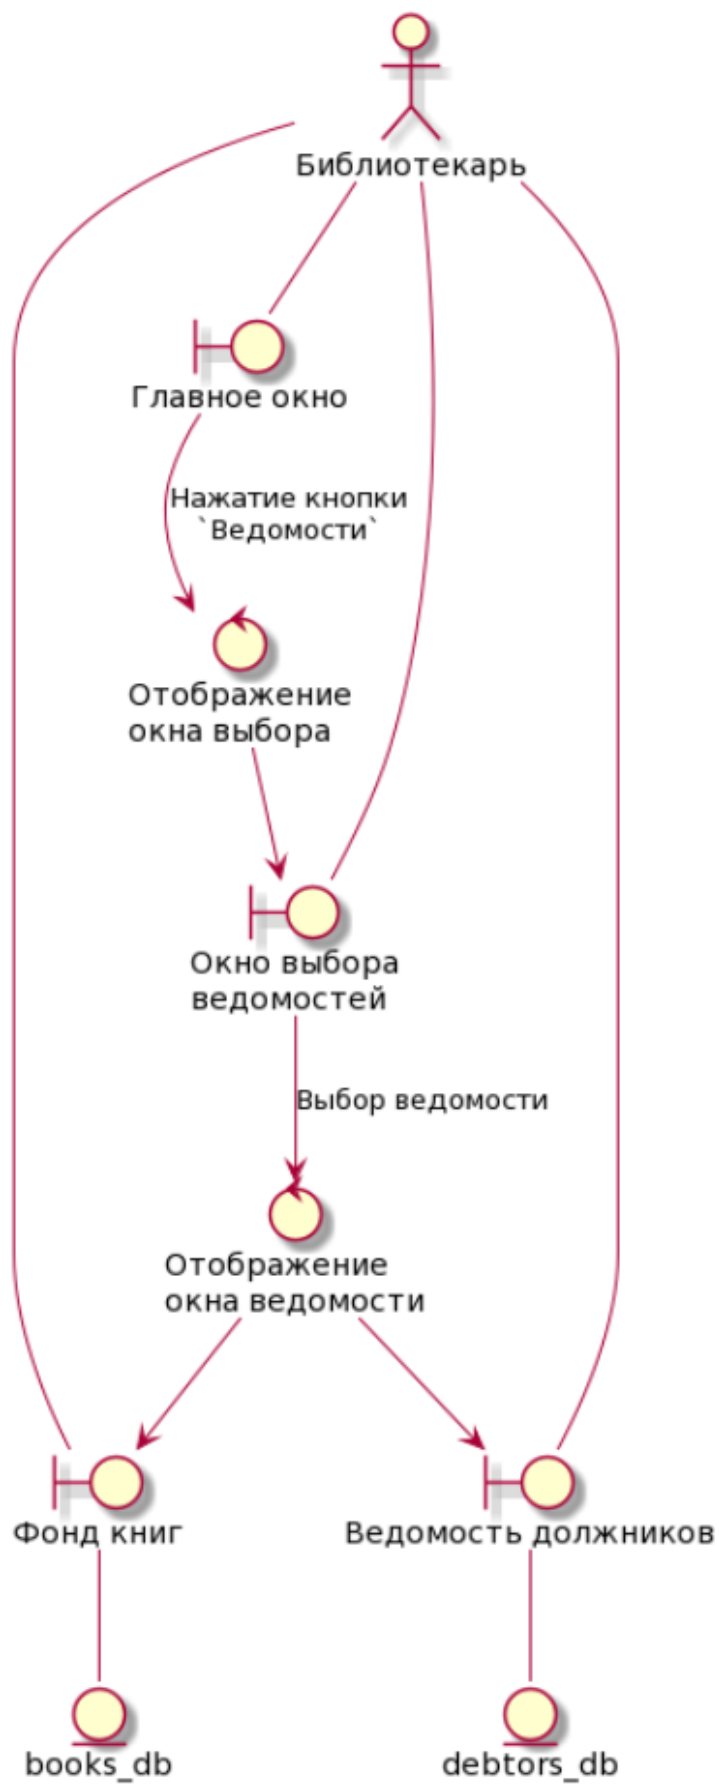 Библиотекарь
Главное окно
Нажатие кнопки
`Ведомости`
Отображение
окна выбора
Окно выбора
ведомостей
Выбор ведомости
Отображение
окна ведомости
Фонд книг
Ведомость должников
books_db
debtors_db